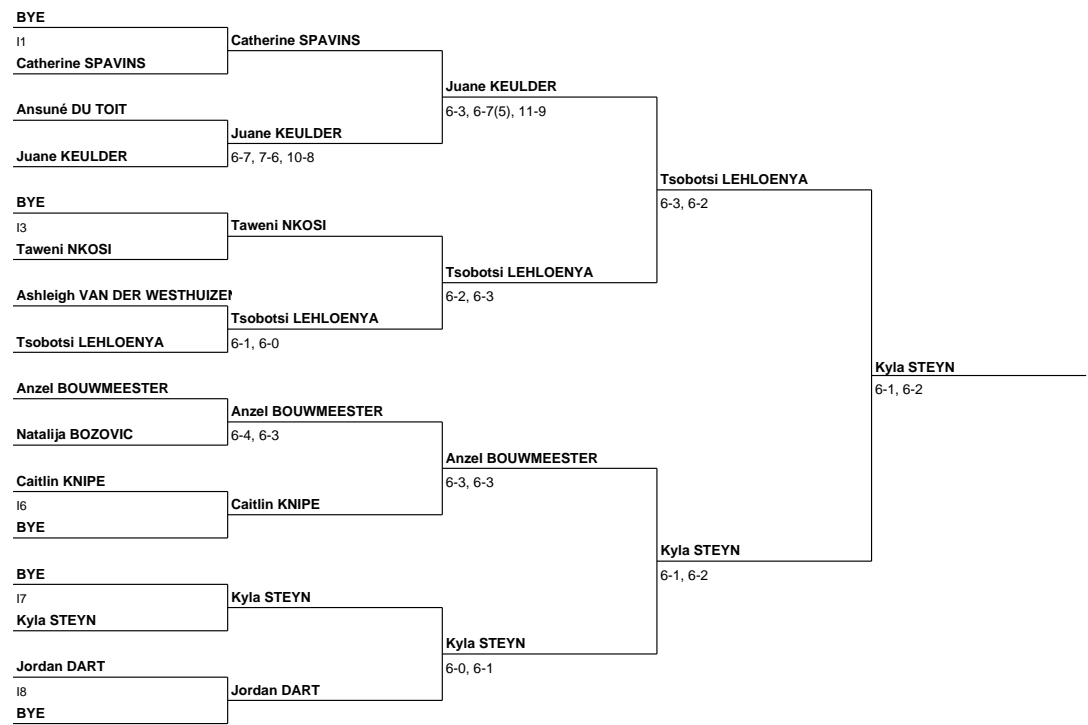 BYE
I1
Catherine SPAVINS
Ansuné DU TOIT
Juane KEULDER
BYE
I3
Taweni NKOSI
Ashleigh VAN DER WESTHUIZEN
Tsobotsi LEHLOENYA
Anzel BOUWMEESTER
Natalija BOZOVIC
Caitlin KNIPE
I6
BYE
BYE
I7
Kyla STEYN
Jordan DART
I8
BYE
Catherine SPAVINS
Juane KEULDER
6-7, 7-6, 10-8
Taweni NKOSI
Tsobotsi LEHLOENYA
6-1, 6-0
Anzel BOUWMEESTER
6-4, 6-3
Caitlin KNIPE
Kyla STEYN
Jordan DART
Juane KEULDER
6-3, 6-7(5), 11-9
Tsobotsi LEHLOENYA
6-2, 6-3
Anzel BOUWMEESTER
6-3, 6-3
Kyla STEYN
6-0, 6-1
Tsobotsi LEHLOENYA
6-3, 6-2
Kyla STEYN
6-1, 6-2
Kyla STEYN
6-1, 6-2